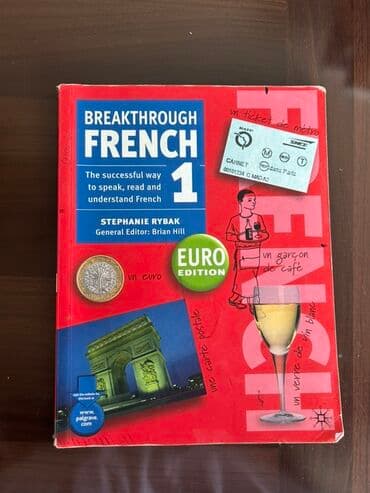 BREAKTHROUGH
FRENCH
The successful way
to speak, read and
understand French
1
STEPHANIE RYBAK
General Editor: Brian Hill
EURO
EDITION
FRENCH
un ticket de métro
RATP
SNCF
M
T
CARNET
un garçon
de café
un euro
une carte postale
un verre de vin blanc
www.
palgrave.
com